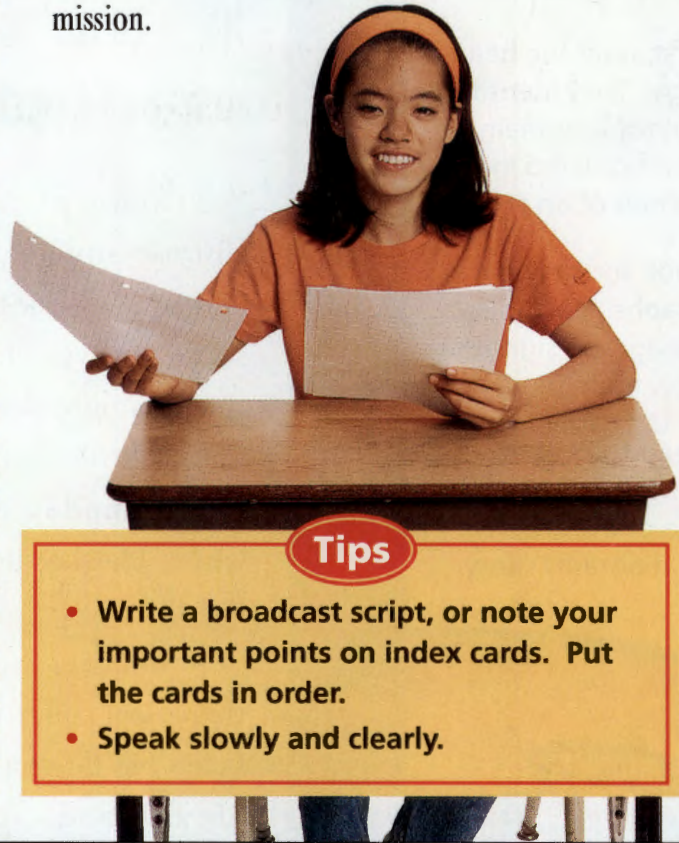 mission.
Tips
• Write a broadcast script, or note your
important points on index cards. Put
the cards in order.
• Speak slowly and clearly.